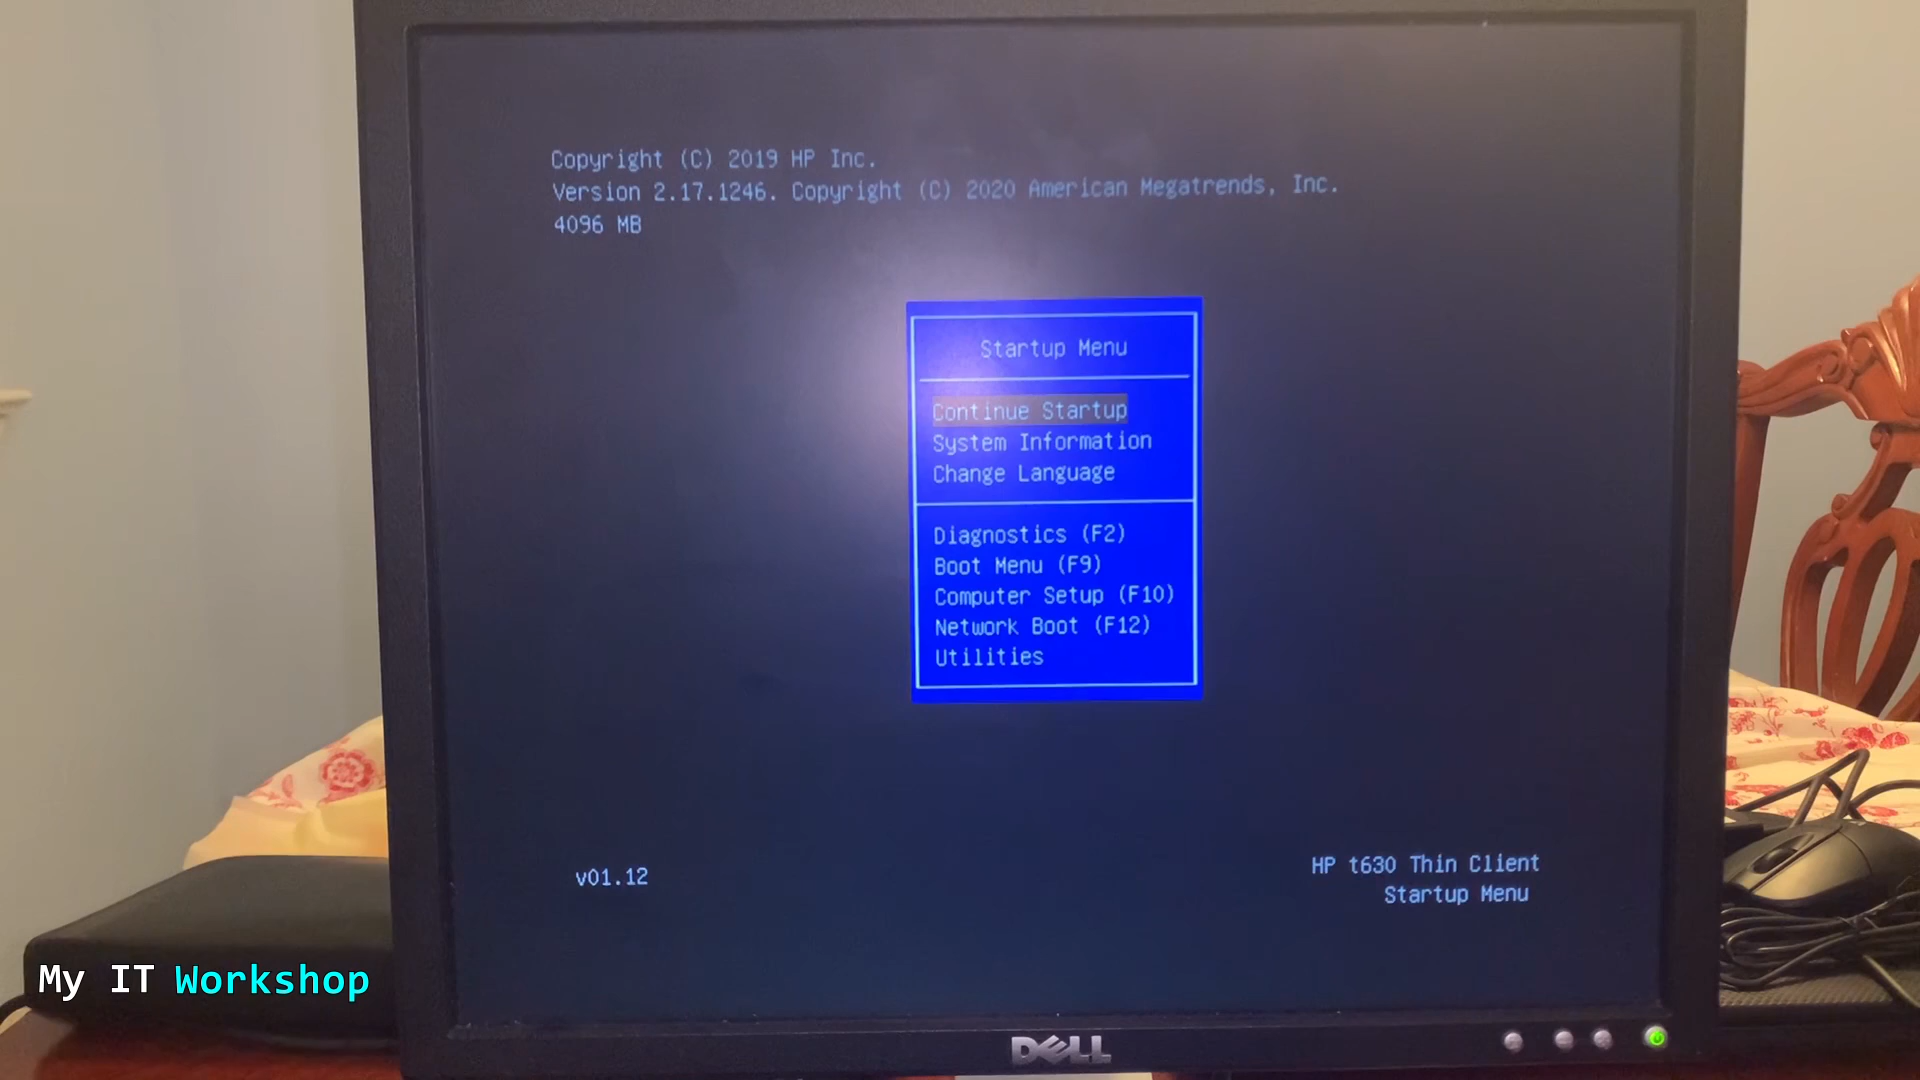 Copyright (C) 2019 HP Inc.
Version 2.17.1246. Copyright (C) 2020 American Megatrends, Inc.
4096 MB
Startup Menu
Continue Startup
System Information
Change Language
Diagnostics (F2)
Boot Menu (F9)
Computer Setup (F10)
Network Boot (F12)
Utilities
v01.12
HP t630 Thin Client
Startup Menu
My IT Workshop
DELL